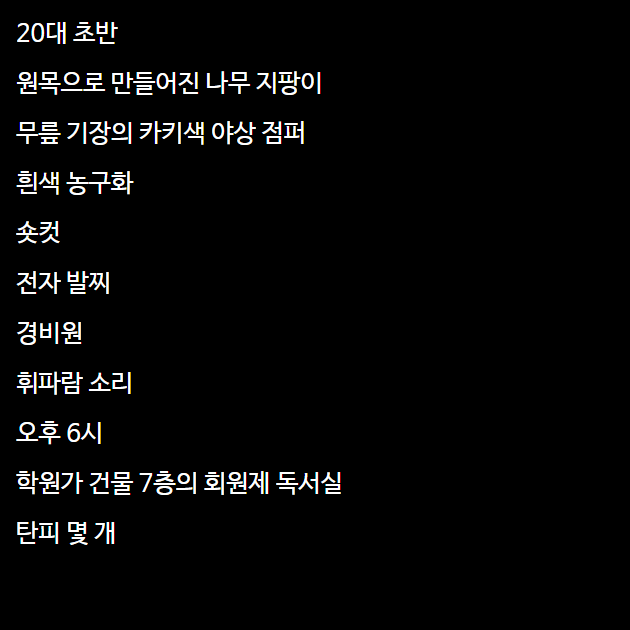 20대 초반
원목으로 만들어진 나무 지팡이
무릎 기장의 카키색 야상 점퍼
흰색 농구화
숏컷
전자 발찌
경비원
휘파람 소리
오후 6시
학원가 건물 7층의 회원제 독서실
탄피 몇 개